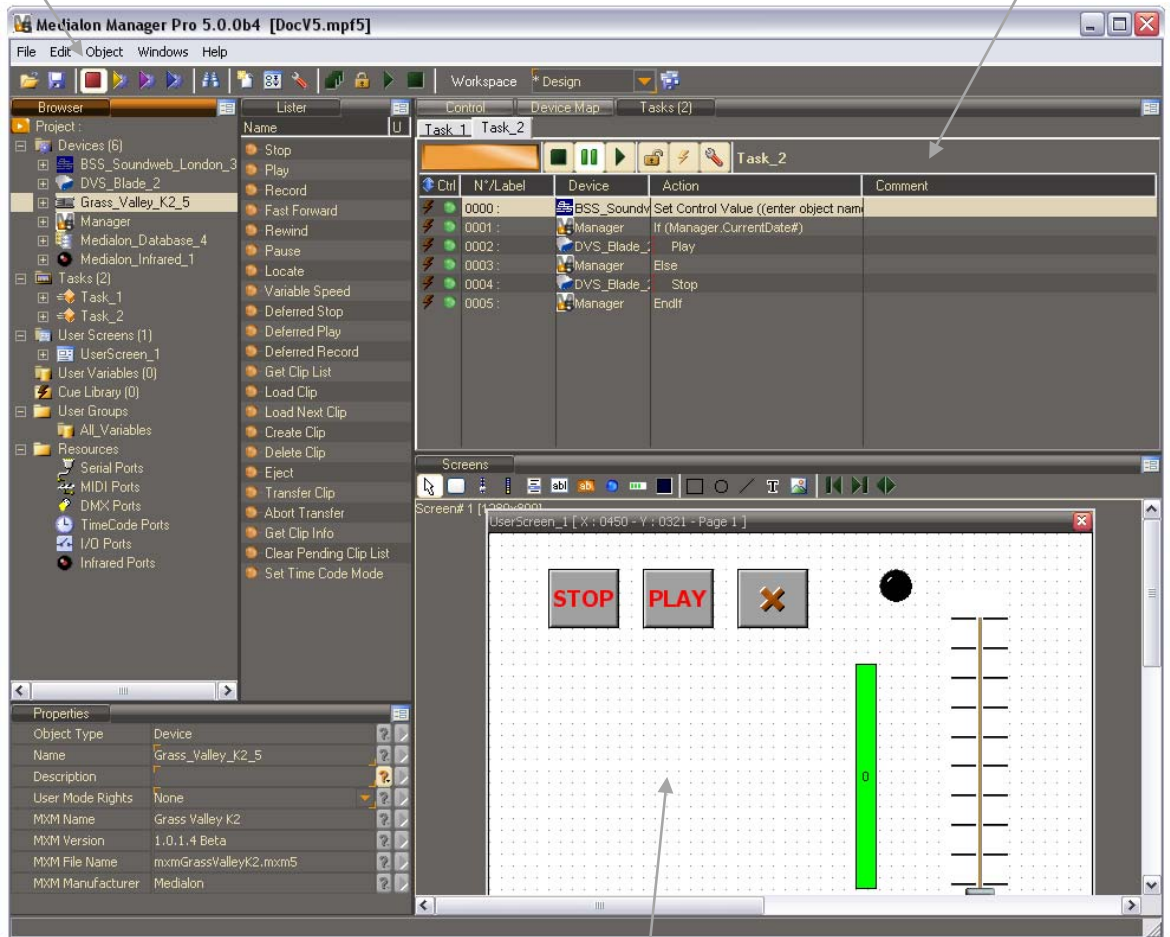 Medialon Manager Pro 5.0.0b4 [DocV5.mpf5]
File Edit Object Windows Help
Workspace * Design
Browser
Project :
Devices (6)
BSS_Soundweb_London_3
DVS_Blade_2
Grass_Valley_K2_5
Manager
Medialon_Database_4
Medialon_Infrared_1
Tasks (2)
Task_1
Task_2
User Screens (1)
UserScreen_1
User Variables (0)
Cue Library (0)
User Groups
All_Variables
Resources
Serial Ports
MIDI Ports
DMX Ports
TimeCode Ports
I/O Ports
Infrared Ports
Lister
Name U
Stop
Play
Record
Fast Forward
Rewind
Pause
Locate
Variable Speed
Deferred Stop
Deferred Play
Deferred Record
Get Clip List
Load Clip
Load Next Clip
Create Clip
Delete Clip
Eject
Transfer Clip
Abort Transfer
Get Clip Info
Clear Pending Clip List
Set Time Code Mode
Control Device Map Tasks (2)
Task_1 Task_2
Task_2
Ctrl N°/Label Device Action Comment
0000 : BSS_Soundw Set Control Value ((enter object name
0001 : Manager If (Manager.CurrentDate#)
0002 : DVS_Blade_2 Play
0003 : Manager Else
0004 : DVS_Blade_2 Stop
0005 : Manager EndIf
Screens
abl ab T
Screen# 1 [1280x800]
UserScreen_1 [ X : 0450 - Y : 0321 - Page 1 ]
STOP PLAY
0
Properties
Object Type Device
Name Grass_Valley_K2_5
Description
User Mode Rights None
MXM Name Grass Valley K2
MXM Version 1.0.1.4 Beta
MXM File Name mxmGrassValleyK2.mxm5
MXM Manufacturer Medialon